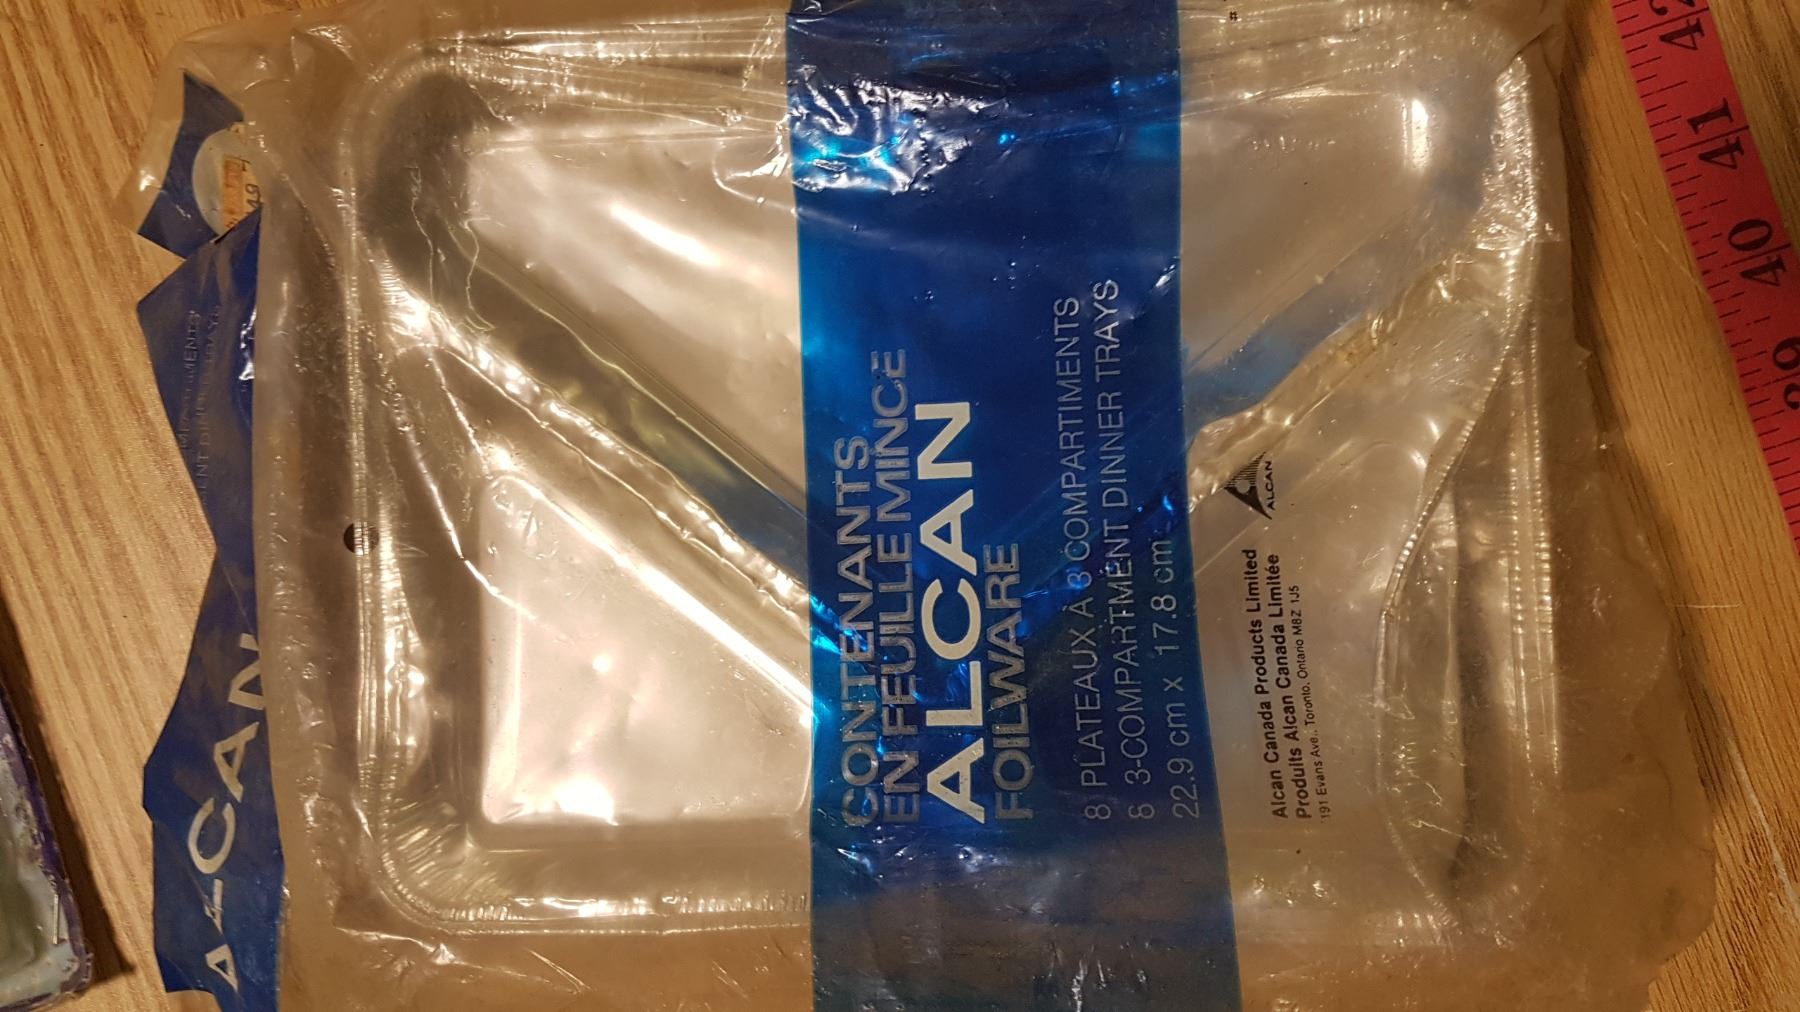 CONTENANTS
EN FEUILLE MINCE
ALCAN
FOILWARE
8 PLATEAUX À 3 COMPARTIMENTS
8 3-COMPARTMENT DINNER TRAYS
22.9 cm x 17.8 cm
ALCAN
Alcan Canada Products Limited
Produits Alcan Canada Limitée
191 Evans Ave., Toronto, Ontario M8Z 1J5
ALCAN
42
41
40
39